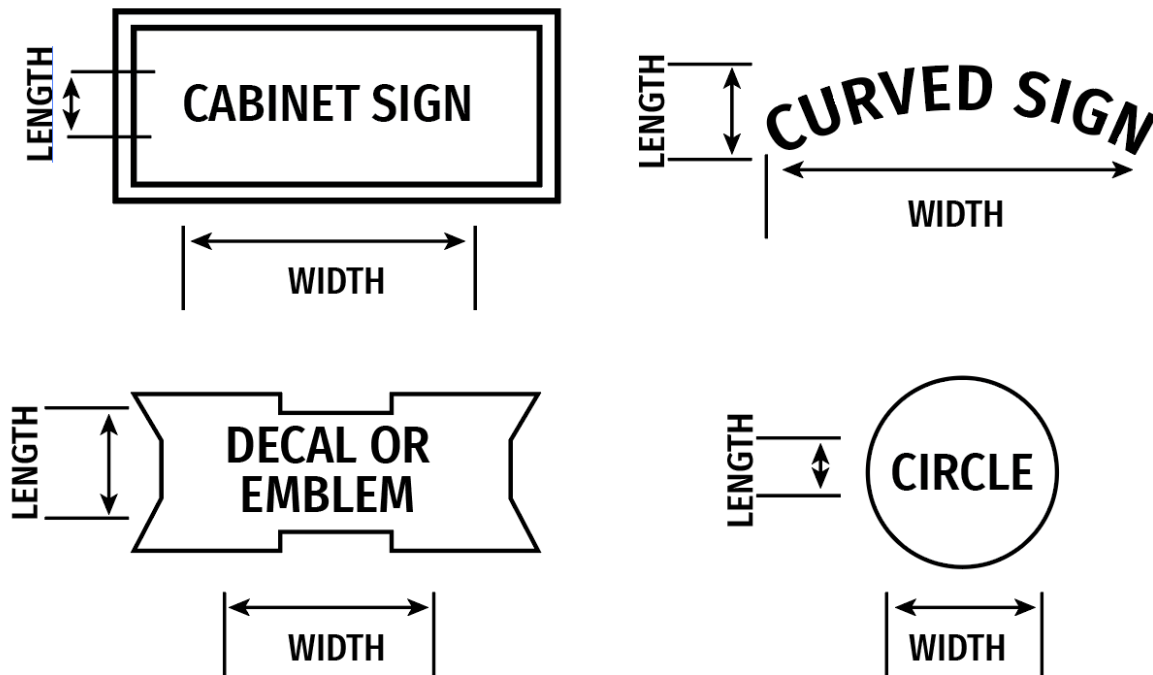 LENGTH
CABINET SIGN
WIDTH
LENGTH
CURVED SIGN
WIDTH
LENGTH
DECAL OR
EMBLEM
WIDTH
LENGTH
CIRCLE
WIDTH